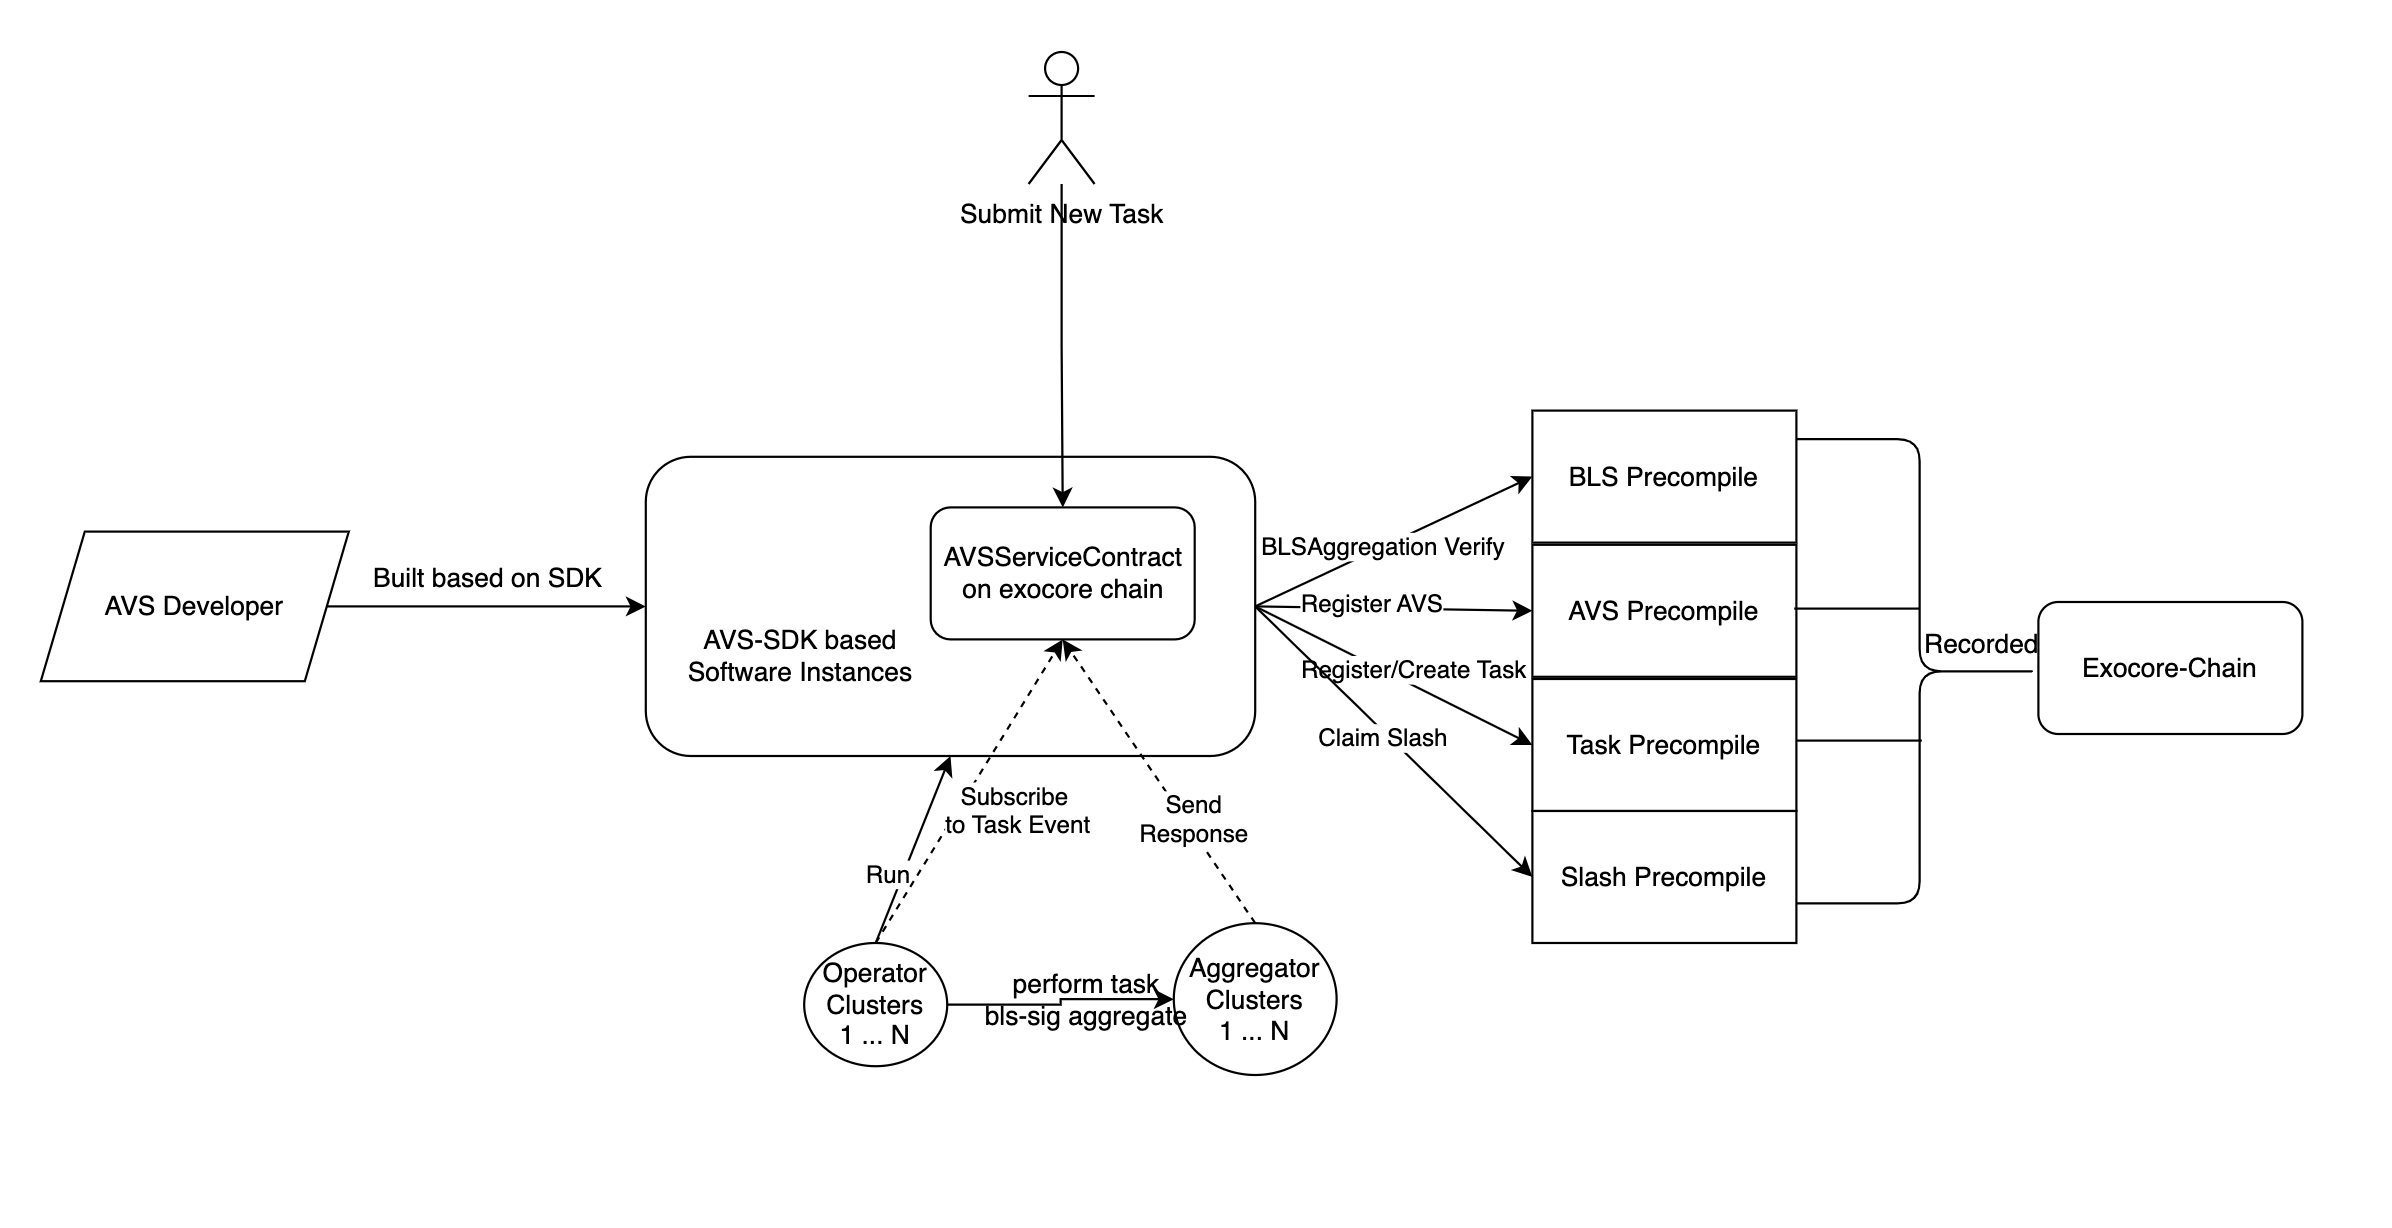 Submit New Task
AVS Developer
Built based on SDK
AVS-SDK based
Software Instances
AVSServiceContract
on exocore chain
BLSAggregation Verify
Register AVS
Register/Create Task
Claim Slash
BLS Precompile
AVS Precompile
Task Precompile
Slash Precompile
Recorded
Exocore-Chain
Subscribe
to Task Event
Send
Response
Run
Operator
Clusters
1 ... N
perform task
bls-sig aggregate
Aggregator
Clusters
1 ... N